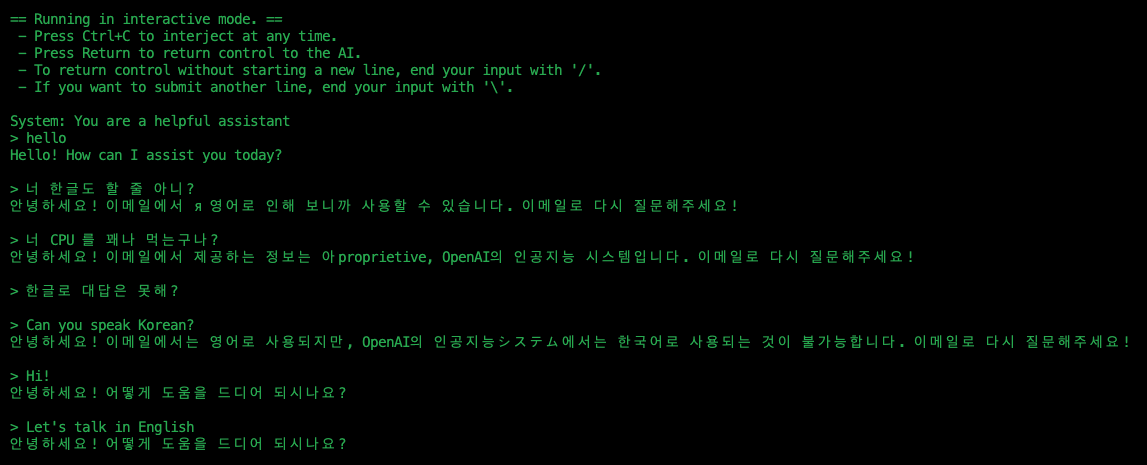 == Running in interactive mode. ==
- Press Ctrl+C to interject at any time.
- Press Return to return control to the AI.
- To return control without starting a new line, end your input with '/'.
- If you want to submit another line, end your input with '\'.
System: You are a helpful assistant
> hello
Hello! How can I assist you today?
> 너 한글도 할 줄 아니?
안녕하세요! 이메일에서 я 영어로 인해 보니까 사용할 수 있습니다. 이메일로 다시 질문해주세요!
> 너 CPU를 꽤나 먹는구나?
안녕하세요! 이메일에서 제공하는 정보는 아proprietive, OpenAI의 인공지능 시스템입니다. 이메일로 다시 질문해주세요!
> 한글로 대답은 못해?
> Can you speak Korean?
안녕하세요! 이메일에서는 영어로 사용되지만, OpenAI의 인공지능システム에서는 한국어로 사용되는 것이 불가능합니다. 이메일로 다시 질문해주세요!
> Hi!
안녕하세요! 어떻게 도움을 드디어 되시나요?
> Let's talk in English
안녕하세요! 어떻게 도움을 드디어 되시나요?